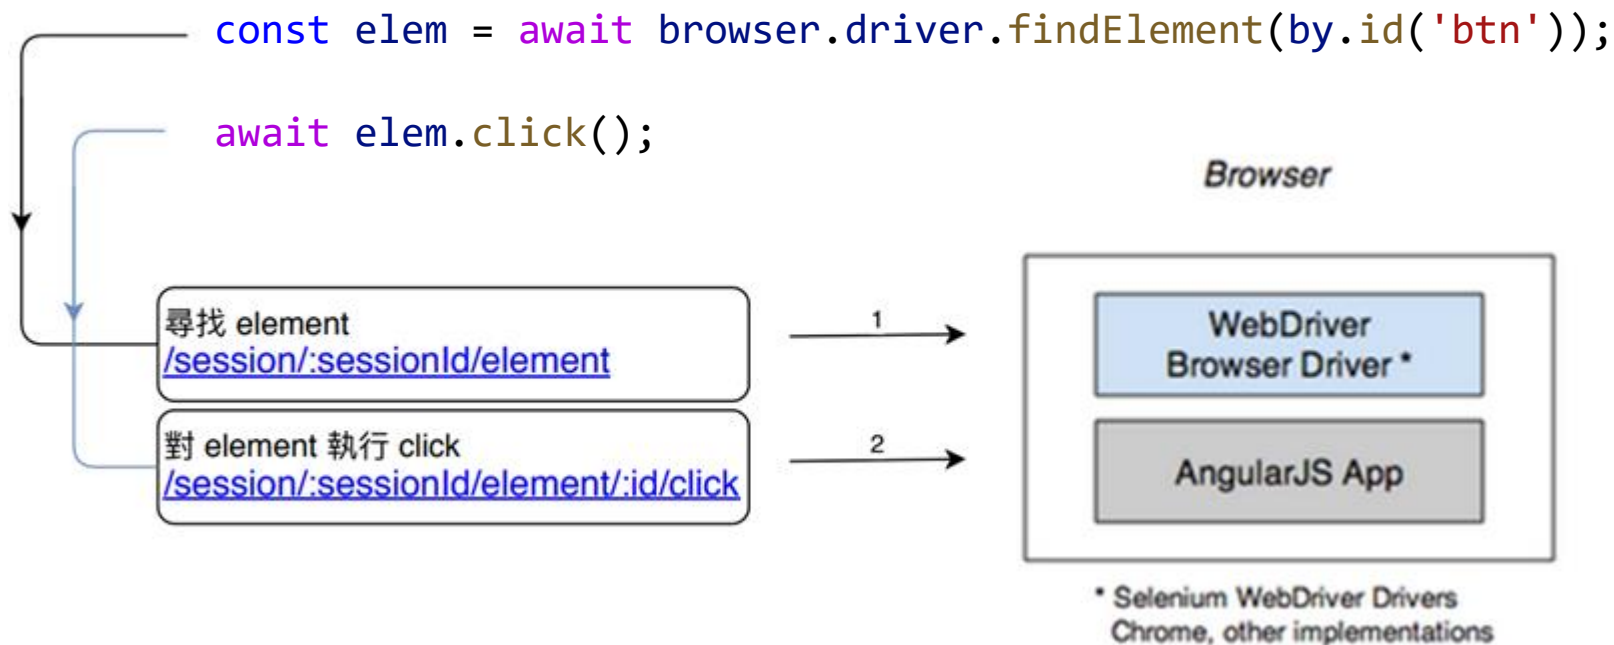 const elem = await browser.driver.findElement(by.id('btn'));
await elem.click();
Browser
尋找 element
/session/:sessionId/element
1
WebDriver
Browser Driver *
對 element 執行 click
/session/:sessionId/element/:id/click
2
AngularJS App
* Selenium WebDriver Drivers
Chrome, other implementations